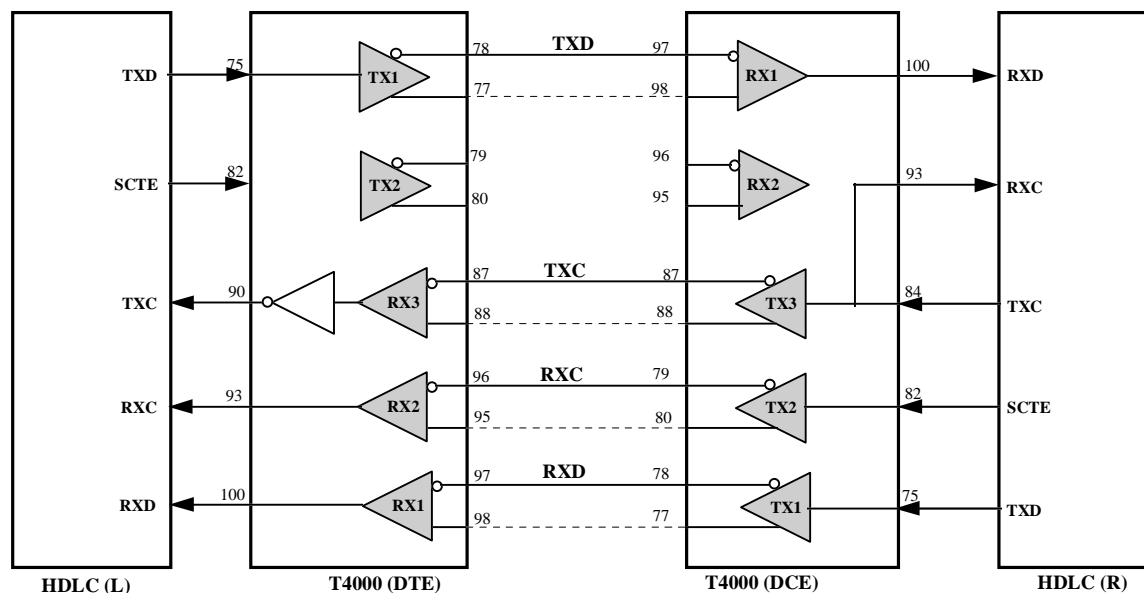 78 TXD 97
TXD 75 TX1 RX1 100 RXD
77 98
79 96
SCTE 82 TX2 RX2 93 RXC
80 95
87 TXC 87
TXC 90 RX3 TX3 84 TXC
88 88
96 RXC 79
RXC 93 RX2 TX2 82 SCTE
95 80
97 RXD 78
RXD 100 RX1 TX1 75 TXD
98 77
HDLC (L) T4000 (DTE) T4000 (DCE) HDLC (R)